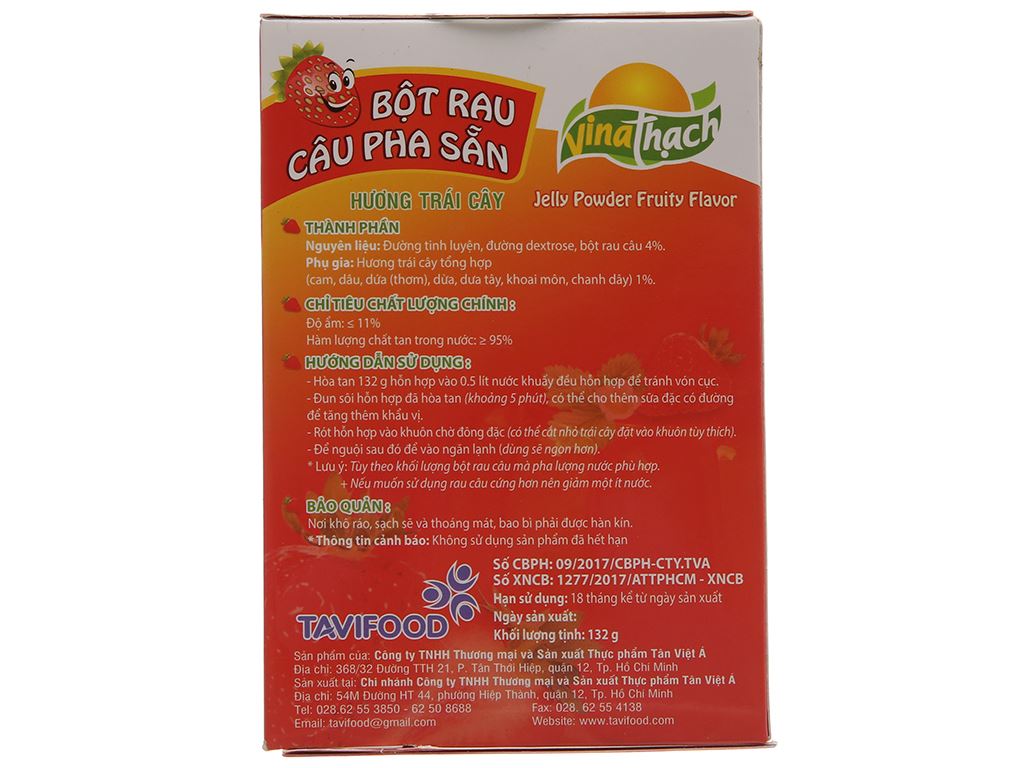 BỘT RAU
CÂU PHA SẴN
Vina Thạch
HƯƠNG TRÁI CÂY
Jelly Powder Fruity Flavor
THÀNH PHẦN
Nguyên liệu: Đường tinh luyện, đường dextrose, bột rau câu 4%.
Phụ gia: Hương trái cây tổng hợp
(cam, dâu, dứa (thơm), dừa, dưa tây, khoai môn, chanh dây) 1%.
CHỈ TIÊU CHẤT LƯỢNG CHÍNH :
Độ ẩm: ≤ 11%
Hàm lượng chất tan trong nước: ≥ 95%
HƯỚNG DẪN SỬ DỤNG :
- Hòa tan 132 g hỗn hợp vào 0.5 lít nước khuấy đều hỗn hợp để tránh vón cục.
- Đun sôi hỗn hợp đã hòa tan (khoảng 5 phút), có thể cho thêm sữa đặc có đường
để tăng thêm khẩu vị.
- Rót hỗn hợp vào khuôn chờ đông đặc (có thể cắt nhỏ trái cây đặt vào khuôn tùy thích).
- Để nguội sau đó để vào ngăn lạnh (dùng sẽ ngon hơn).
* Lưu ý: Tùy theo khối lượng bột rau câu mà pha lượng nước phù hợp.
+ Nếu muốn sử dụng rau câu cứng hơn nên giảm một ít nước.
BẢO QUẢN :
Nơi khô ráo, sạch sẽ và thoáng mát, bao bì phải được hàn kín.
* Thông tin cảnh báo: Không sử dụng sản phẩm đã hết hạn
Số CBPH: 09/2017/CBPH-CTY.TVA
Số XNCB: 1277/2017/ATTPHCM - XNCB
Hạn sử dụng: 18 tháng kể từ ngày sản xuất
Ngày sản xuất:
Khối lượng tịnh: 132 g
TAVIFOOD
Sản phẩm của: Công ty TNHH Thương mại và Sản xuất Thực phẩm Tân Việt Á
Địa chỉ: 368/32 Đường TTH 21, P. Tân Thới Hiệp, quận 12, Tp. Hồ Chí Minh
Sản xuất tại: Chi nhánh Công ty TNHH Thương mại và Sản xuất Thực phẩm Tân Việt Á
Địa chỉ: 54M Đường HT 44, phường Hiệp Thành, quận 12, Tp. Hồ Chí Minh
Tel: 028.62 55 3850 - 62 50 8688 Fax: 028. 62 55 4138
Email: tavifood@gmail.com Website: www.tavifood.com